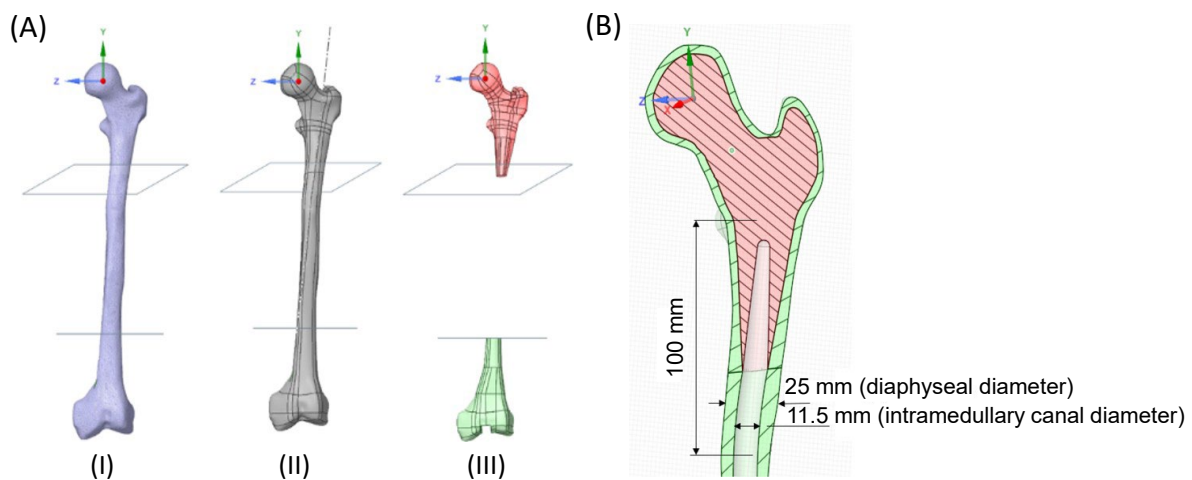 (A)
Y
Z
Y
Z
Y
Z
(I)
(II)
(III)
(B)
Y
Z
X
100 mm
25 mm (diaphyseal diameter)
11.5 mm (intramedullary canal diameter)